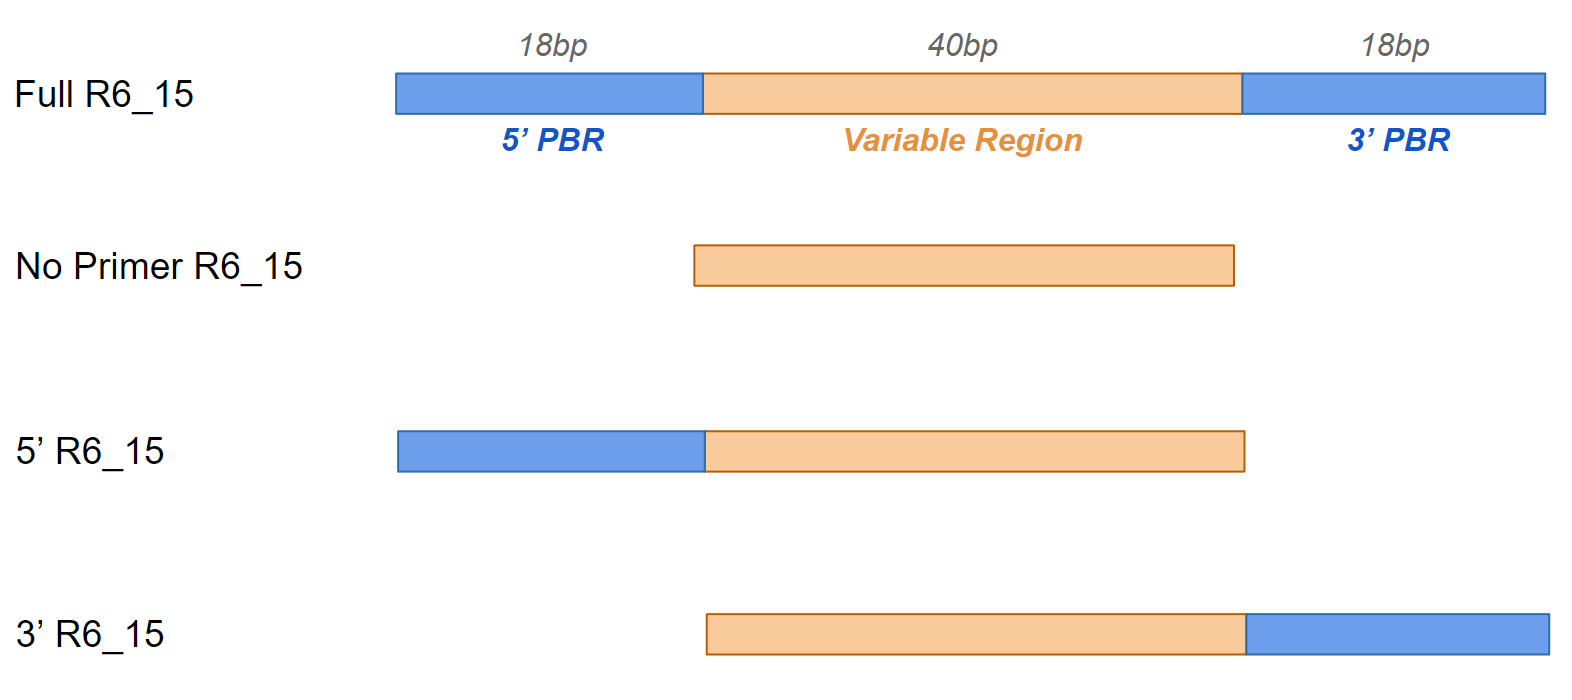 18bp 40bp 18bp
Full R6_15
5’ PBR Variable Region 3’ PBR
No Primer R6_15
5’ R6_15
3’ R6_15